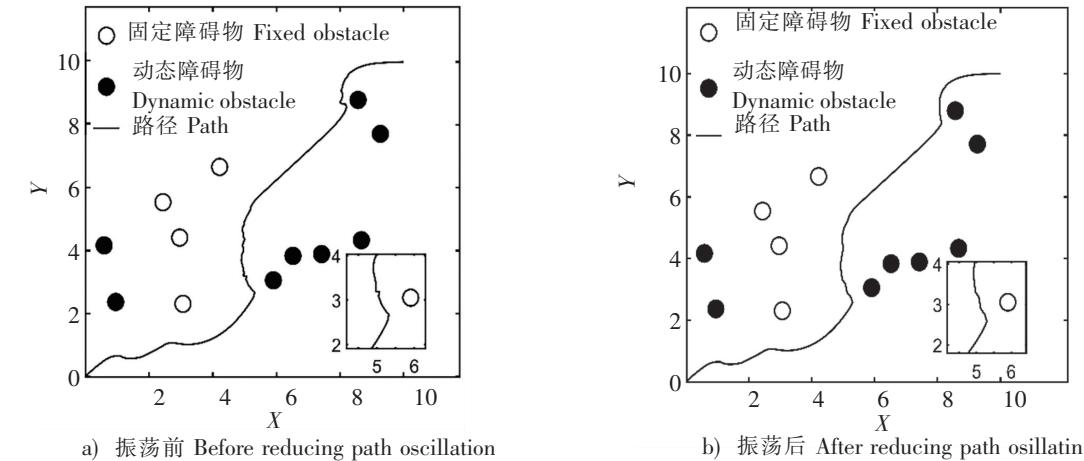 固定障碍物 Fixed obstacle
动态障碍物
Dynamic obstacle
路径 Path
10
8
6
4
2
0
Y
2 4 6 8 10
X
4
3
2
5 6
a) 振荡前 Before reducing path oscillation
固定障碍物 Fixed obstacle
动态障碍物
Dynamic obstacle
路径 Path
10
8
6
4
2
0
Y
2 4 6 8 10
X
4
3
2
5 6
b) 振荡后 After reducing path osillatin